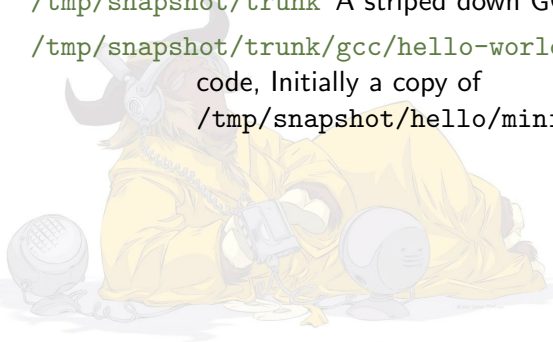 /tmp/snapshot/trunk A striped down GC
/tmp/snapshot/trunk/gcc/hello-world
code, Initially a copy of
/tmp/snapshot/hello/mini